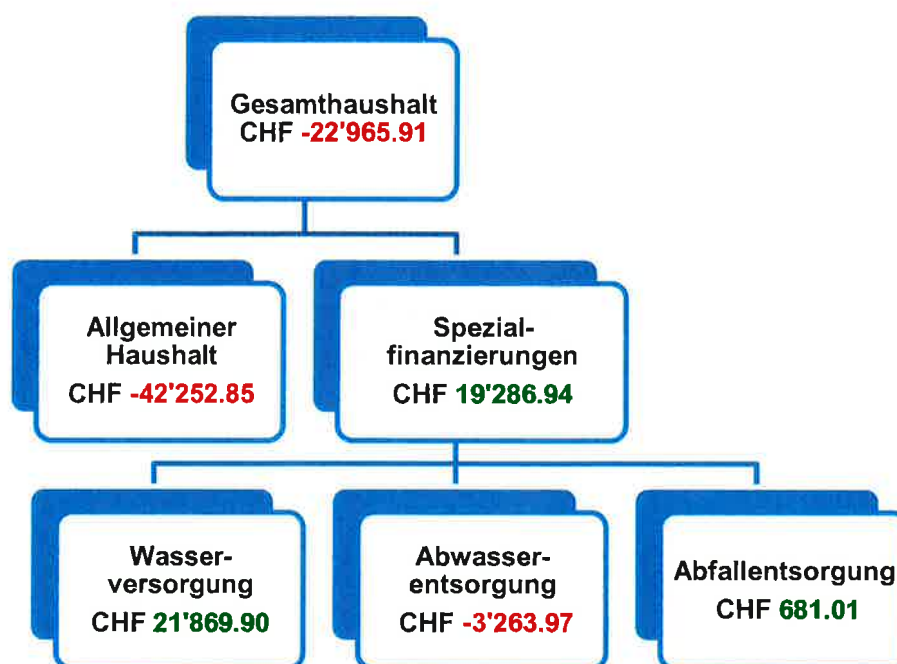 Gesamthaushalt
CHF -22'965.91
Allgemeiner
Haushalt
CHF -42'252.85
Spezial-
finanzierungen
CHF 19'286.94
Wasser-
versorgung
CHF 21'869.90
Abwasser-
entsorgung
CHF -3'263.97
Abfallentsorgung
CHF 681.01